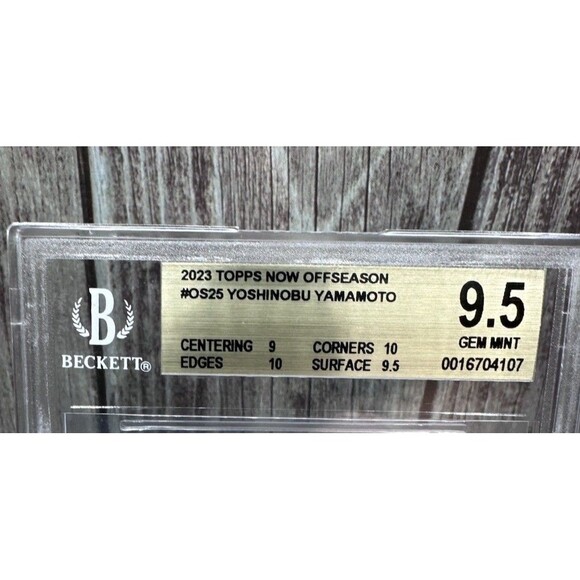 B
BECKETT®
2023 TOPPS NOW OFFSEASON
#OS25 YOSHINOBU YAMAMOTO
CENTERING 9 CORNERS 10
EDGES 10 SURFACE 9.5
9.5
GEM MINT
0016704107